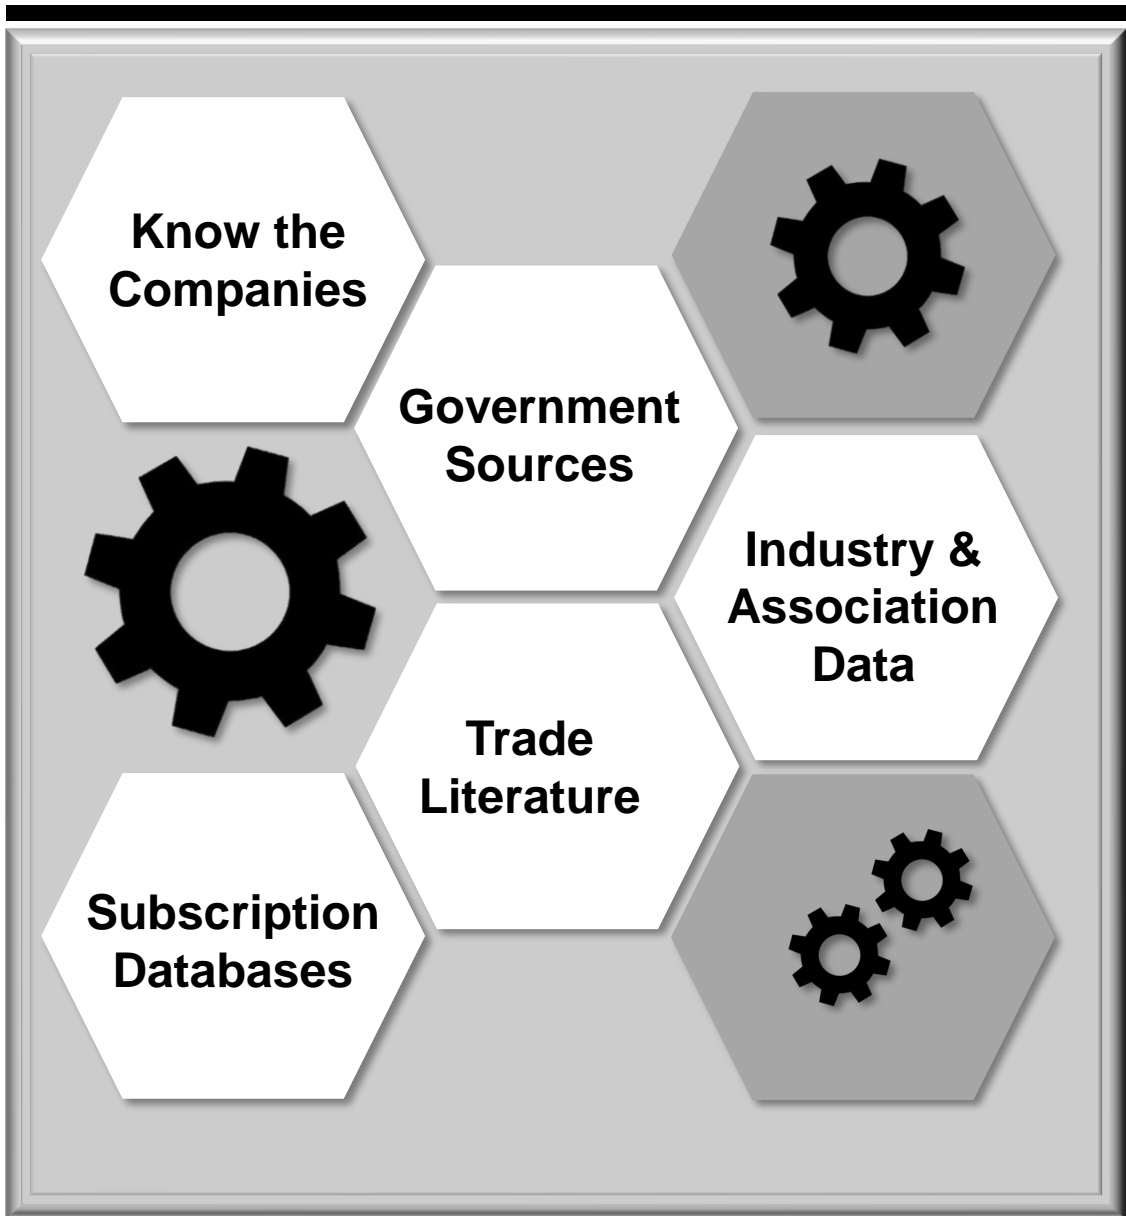 Know the
Companies
Government
Sources
Industry &
Association
Data
Trade
Literature
Subscription
Databases